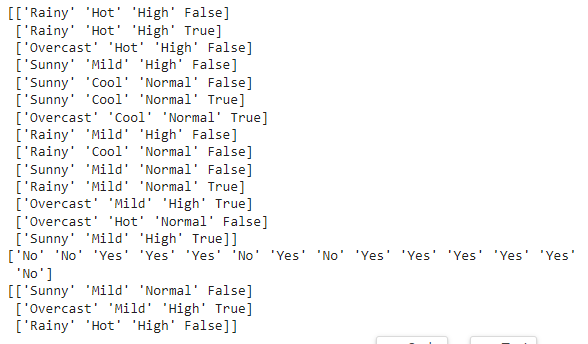 [['Rainy' 'Hot' 'High' False]
['Rainy' 'Hot' 'High' True]
['Overcast' 'Hot' 'High' False]
['Sunny' 'Mild' 'High' False]
['Sunny' 'Cool' 'Normal' False]
['Sunny' 'Cool' 'Normal' True]
['Overcast' 'Cool' 'Normal' True]
['Rainy' 'Mild' 'High' False]
['Rainy' 'Cool' 'Normal' False]
['Sunny' 'Mild' 'Normal' False]
['Rainy' 'Mild' 'Normal' True]
['Overcast' 'Mild' 'High' True]
['Overcast' 'Hot' 'Normal' False]
['Sunny' 'Mild' 'High' True]]
['No' 'No' 'Yes' 'Yes' 'Yes' 'No' 'Yes' 'No' 'Yes' 'Yes' 'Yes' 'Yes' 'Yes'
'No']
[['Sunny' 'Mild' 'Normal' False]
['Overcast' 'Mild' 'High' True]
['Rainy' 'Hot' 'High' False]]